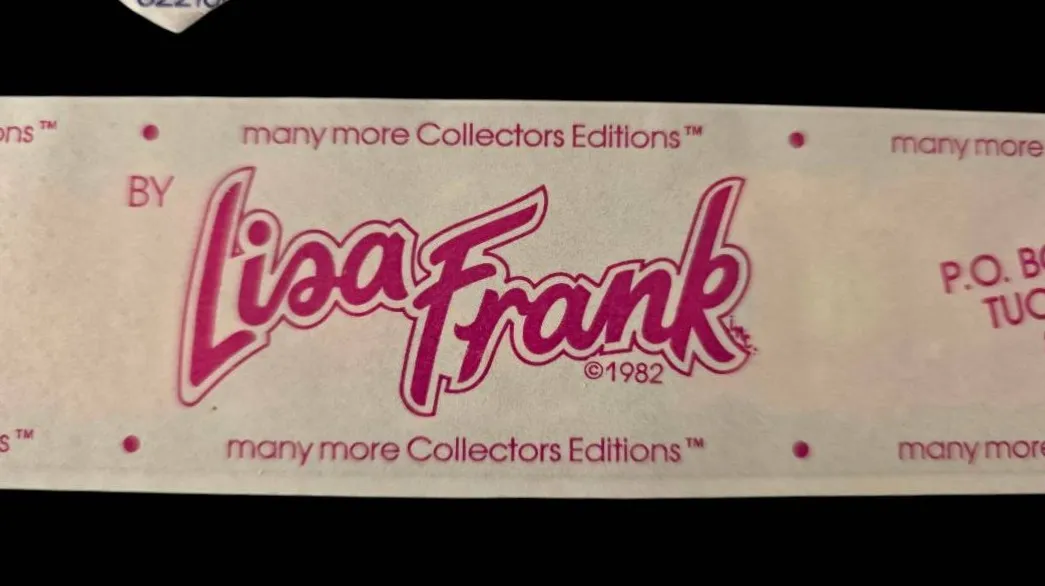 ons™ • many more Collectors Editions™ • many more
BY
Lisa Frank inc.
©1982
P.O. BO
TUC
s™ • many more Collectors Editions™ • many more